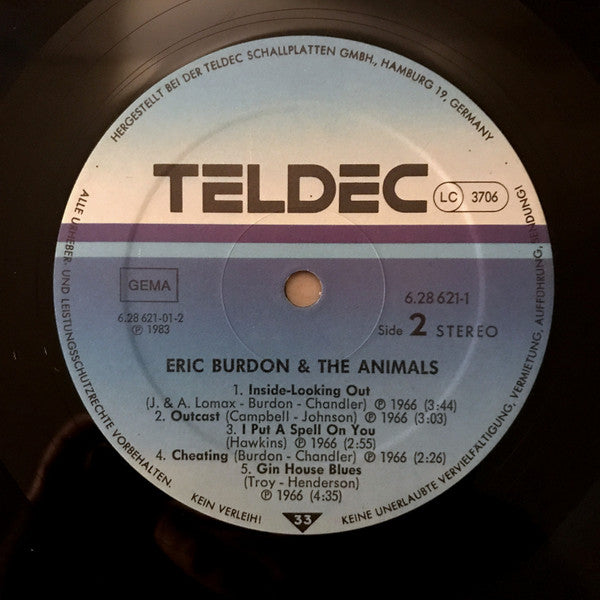 HERGESTELLT BEI DER TELDEC SCHALLPLATTEN GMBH., HAMBURG 19, GERMANY
TELDEC
LC 3706
GEMA
6.28 621-01-2
℗ 1983
6.28 621-1
Side 2 STEREO
ERIC BURDON & THE ANIMALS
1. Inside-Looking Out
(J. & A. Lomax - Burdon - Chandler) ℗ 1966 (3:44)
2. Outcast (Campbell - Johnson) ℗ 1966 (3:03)
3. I Put A Spell On You
(Hawkins) ℗ 1966 (2:55)
4. Cheating (Burdon - Chandler) ℗ 1966 (2:26)
5. Gin House Blues
(Troy - Henderson)
℗ 1966 (4:35)
33
ALLE URHEBER- UND LEISTUNGSSCHUTZRECHTE VORBEHALTEN.
KEIN VERLEIH!
KEINE UNERLAUBTE VERVIELFÄLTIGUNG, VERMIETUNG, AUFFÜHRUNG, SENDUNG!